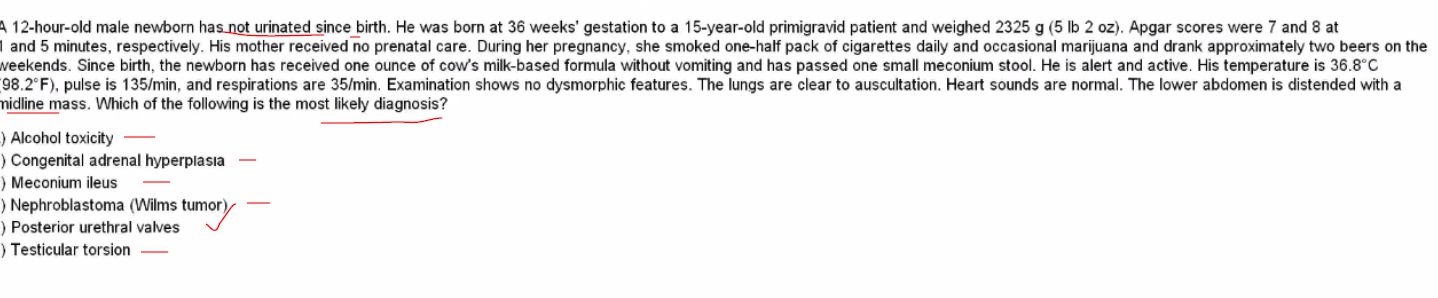 A 12-hour-old male newborn has not urinated since birth. He was born at 36 weeks' gestation to a 15-year-old primigravid patient and weighed 2325 g (5 lb 2 oz). Apgar scores were 7 and 8 at
1 and 5 minutes, respectively. His mother received no prenatal care. During her pregnancy, she smoked one-half pack of cigarettes daily and occasional marijuana and drank approximately two beers on the
weekends. Since birth, the newborn has received one ounce of cow's milk-based formula without vomiting and has passed one small meconium stool. He is alert and active. His temperature is 36.8°C
(98.2°F), pulse is 135/min, and respirations are 35/min. Examination shows no dysmorphic features. The lungs are clear to auscultation. Heart sounds are normal. The lower abdomen is distended with a
midline mass. Which of the following is the most likely diagnosis?
) Alcohol toxicity
) Congenital adrenal hyperplasia
) Meconium ileus
) Nephroblastoma (Wilms tumor)
) Posterior urethral valves
) Testicular torsion